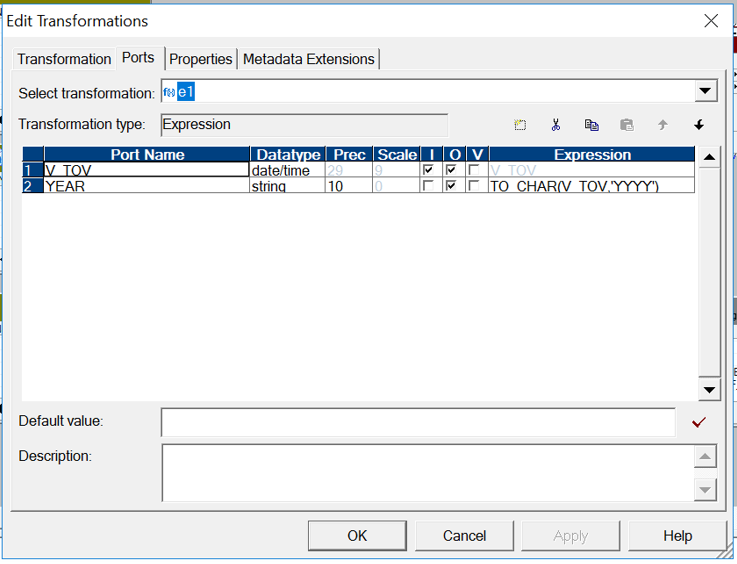 Edit Transformations
Transformation Ports Properties Metadata Extensions
Select transformation: f(x) e1
Transformation type: Expression
Port Name Datatype Prec Scale I O V Expression
1 V_TOV date/time 29 9 V_TOV
2 YEAR string 10 0 TO_CHAR(V_TOV,'YYYY')
Default value:
Description:
OK Cancel Apply Help